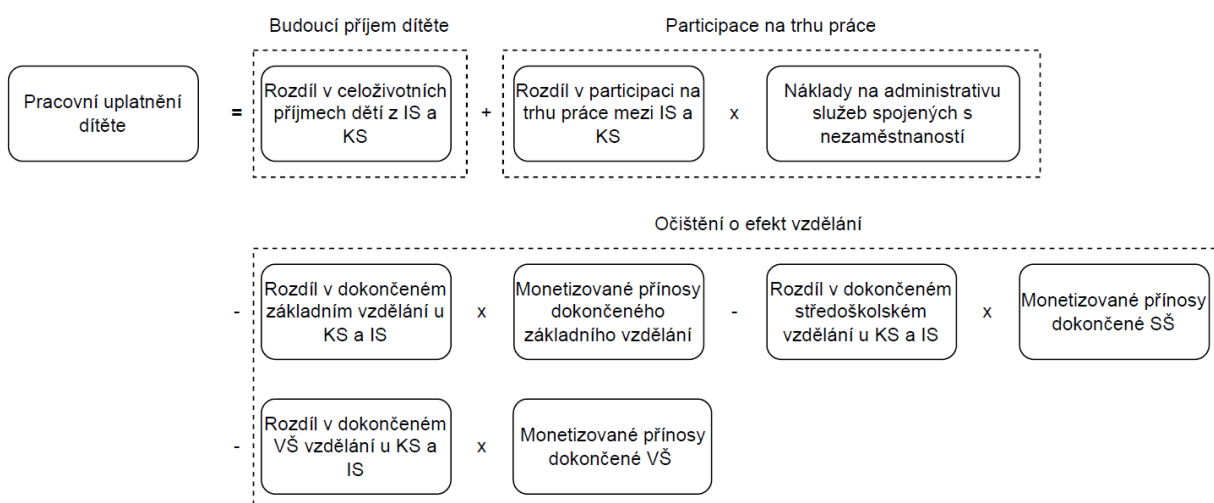 Budoucí příjem dítěte
Participace na trhu práce
Pracovní uplatnění
dítěte
=
Rozdíl v celoživotních
příjmech dětí z IS a
KS
+
Rozdíl v participaci na
trhu práce mezi IS a
KS
x
Náklady na administrativu
služeb spojených s
nezaměstnaností
Očištění o efekt vzdělání
-
Rozdíl v dokončeném
základním vzdělání u
KS a IS
x
Monetizované přínosy
dokončeného
základního vzdělání
-
Rozdíl v dokončeném
středoškolském
vzdělání u KS a IS
x
Monetizované přínosy
dokončené SŠ
-
Rozdíl v dokončeném
VŠ vzdělání u KS a
IS
x
Monetizované přínosy
dokončené VŠ